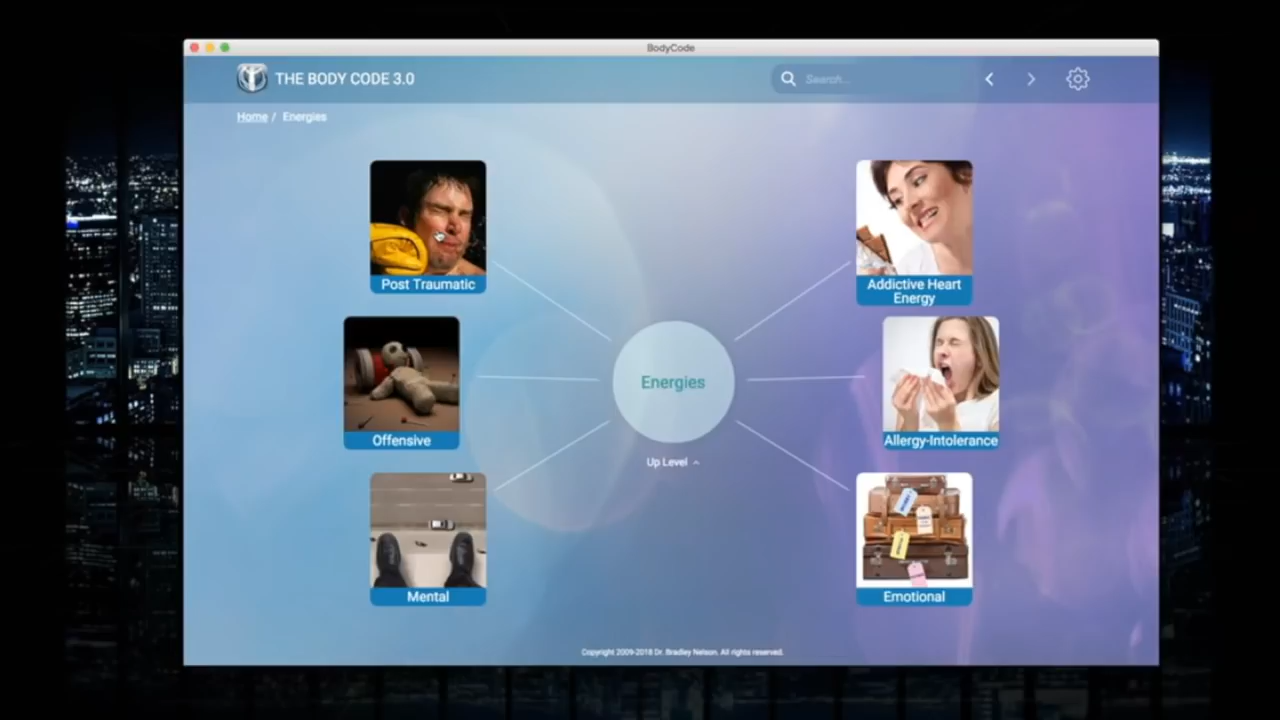 BodyCode
THE BODY CODE 3.0
Search...
Home / Energies
Post Traumatic
Addictive Heart
Energy
Offensive
Energies
Allergy-Intolerance
Up Level
Mental
Emotional
Copyright 2009-2018 Dr. Bradley Nelson. All rights reserved.